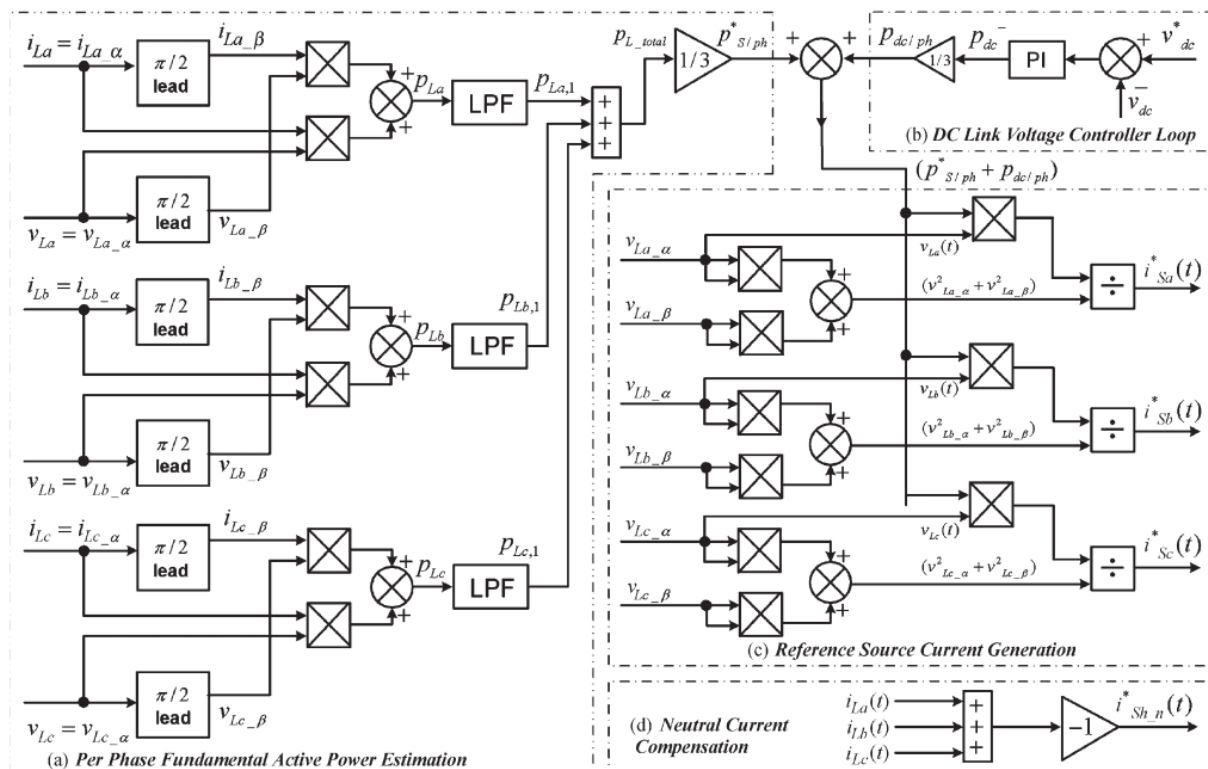 i_La = i_La_α
π/2
lead
i_La_β
p_La
LPF
p_La,1
v_La = v_La_α
π/2
lead
v_La_β
+
+
i_Lb = i_Lb_α
π/2
lead
i_Lb_β
p_Lb
LPF
p_Lb,1
v_Lb = v_Lb_α
π/2
lead
v_Lb_β
+
+
i_Lc = i_Lc_α
π/2
lead
i_Lc_β
p_Lc
LPF
p_Lc,1
v_Lc = v_Lc_α
π/2
lead
v_Lc_β
+
+
(a) Per Phase Fundamental Active Power Estimation
+
+
+
p_L_total
1/3
p*_S/ph
+
+
p_dc/ph
1/3
p_dc
PI
+
v*_dc
−
v_dc
(b) DC Link Voltage Controller Loop
(p*_S/ph + p_dc/ph)
v_La_α
v_La_β
+
+
v_La(t)
(v²_La_α + v²_La_β)
÷
i*_Sa(t)
v_Lb_α
v_Lb_β
+
+
v_Lb(t)
(v²_Lb_α + v²_Lb_β)
÷
i*_Sb(t)
v_Lc_α
v_Lc_β
+
+
v_Lc(t)
(v²_Lc_α + v²_Lc_β)
÷
i*_Sc(t)
(c) Reference Source Current Generation
(d) Neutral Current
Compensation
i_La(t)
i_Lb(t)
i_Lc(t)
+
+
+
−1
i*_Sh_n(t)